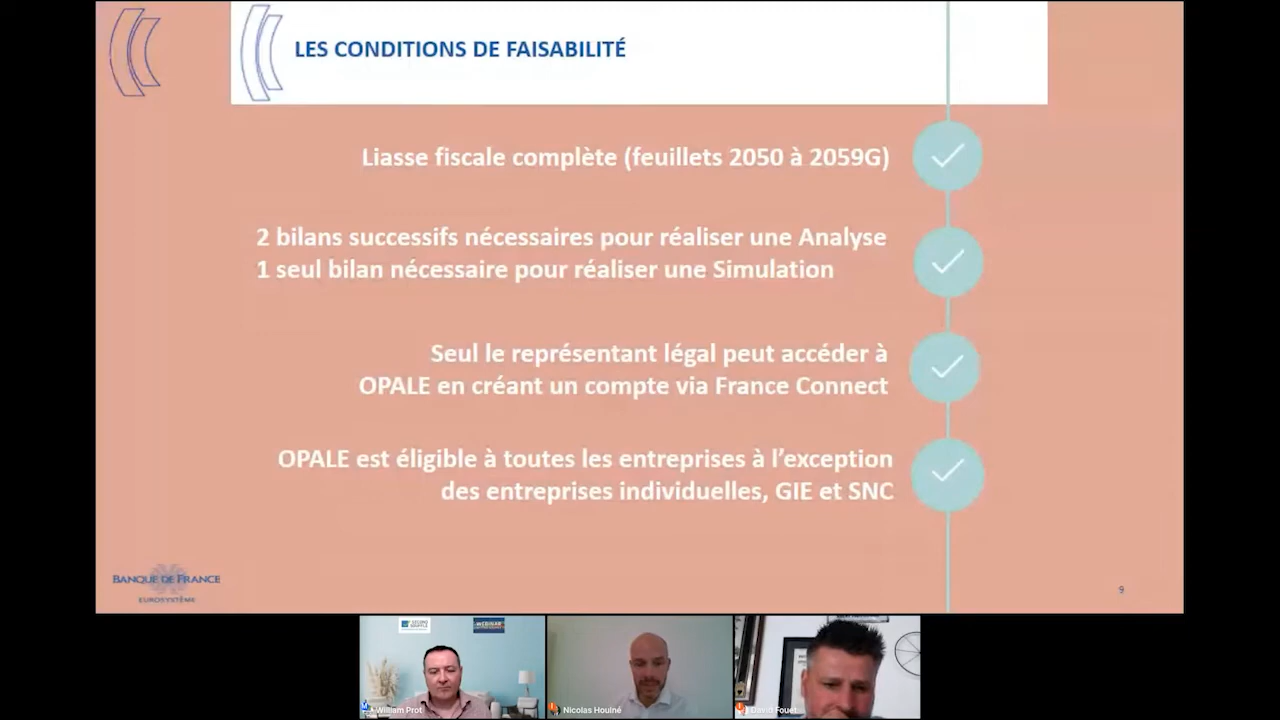 LES CONDITIONS DE FAISABILITÉ
Liasse fiscale complète (feuillets 2050 à 2059G)
2 bilans successifs nécessaires pour réaliser une Analyse
1 seul bilan nécessaire pour réaliser une Simulation
Seul le représentant légal peut accéder à
OPALE en créant un compte via France Connect
OPALE est éligible à toutes les entreprises à l’exception
des entreprises individuelles, GIE et SNC
BANQUE DE FRANCE
EUROSYSTÈME
9
WEBINAR
William Prot
Nicolas Houiné
David Fouet